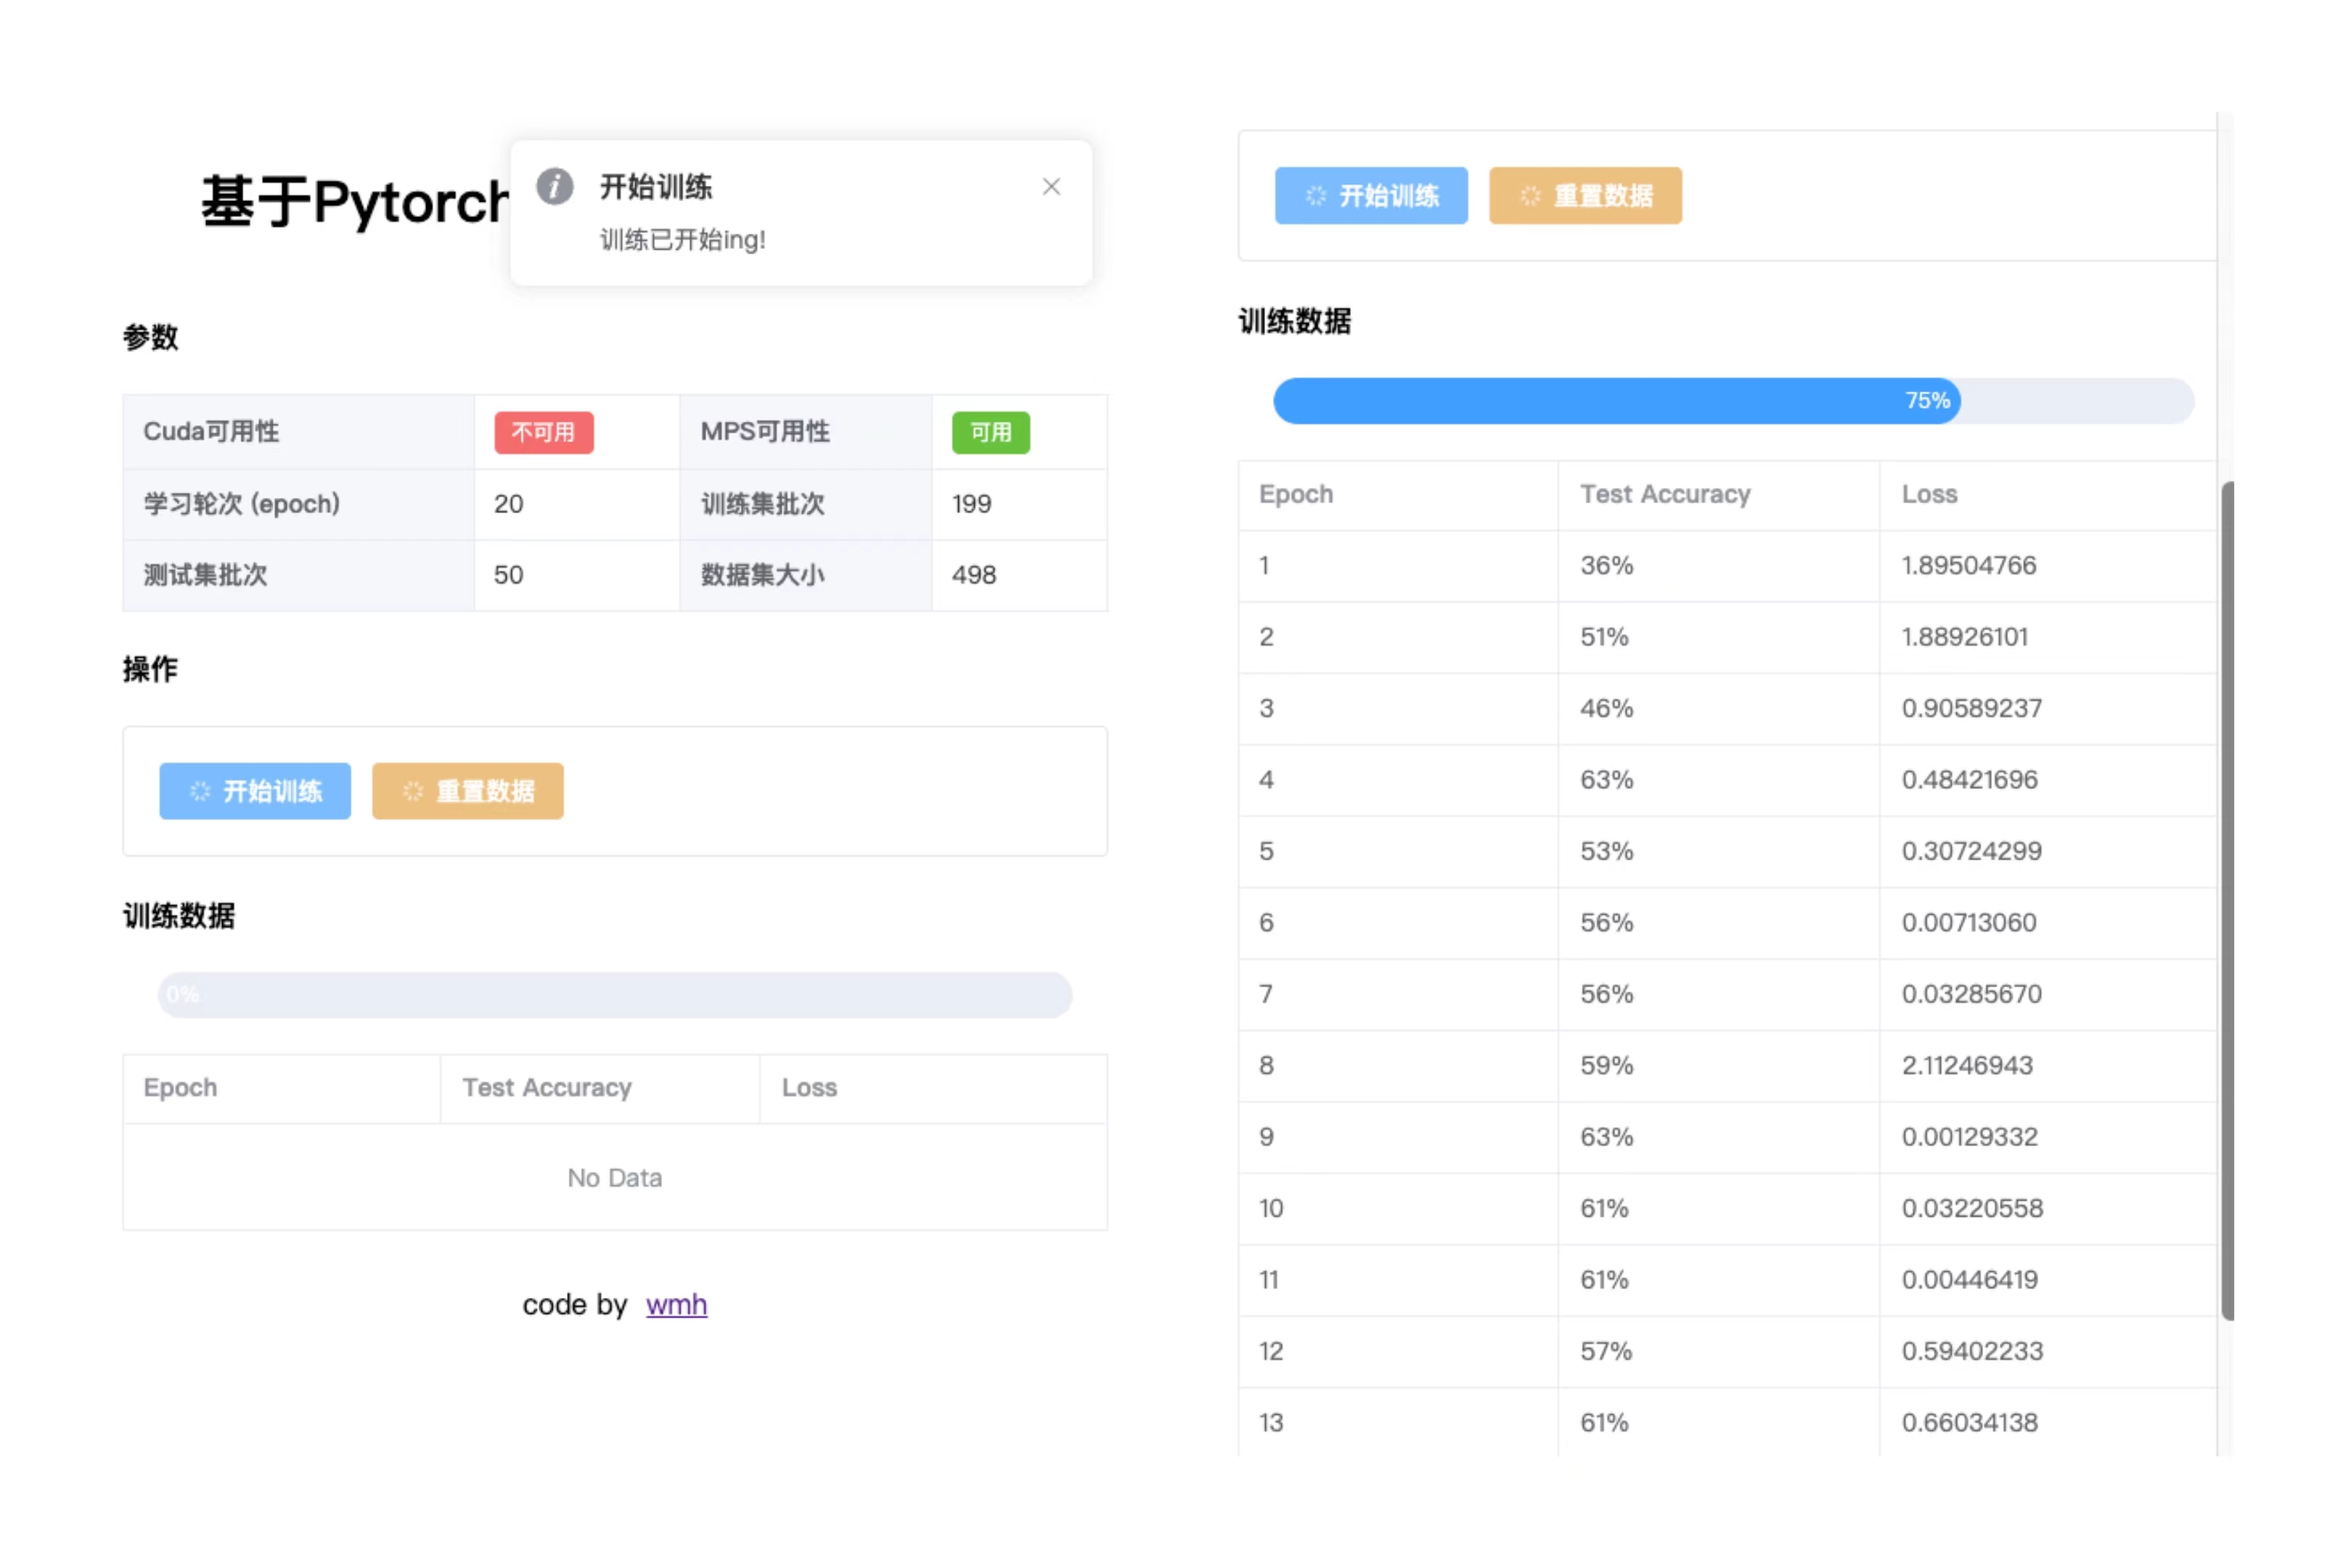 基于Pytorch
开始训练
训练已开始ing!
参数
Cuda可用性 不可用 MPS可用性 可用
学习轮次 (epoch) 20 训练集批次 199
测试集批次 50 数据集大小 498
操作
开始训练 重置数据
训练数据
0%
Epoch Test Accuracy Loss
No Data
code by wmh
开始训练 重置数据
训练数据
75%
Epoch Test Accuracy Loss
1 36% 1.89504766
2 51% 1.88926101
3 46% 0.90589237
4 63% 0.48421696
5 53% 0.30724299
6 56% 0.00713060
7 56% 0.03285670
8 59% 2.11246943
9 63% 0.00129332
10 61% 0.03220558
11 61% 0.00446419
12 57% 0.59402233
13 61% 0.66034138